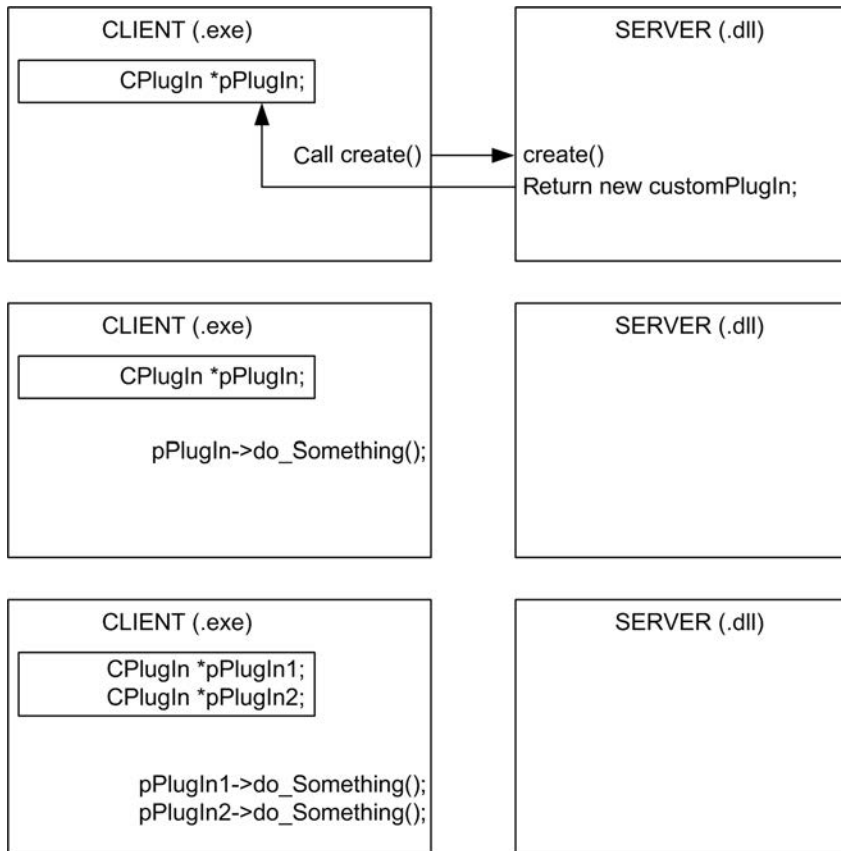 CLIENT (.exe)
SERVER (.dll)
CPlugIn *pPlugIn;
Call create()
create()
Return new customPlugIn;
CLIENT (.exe)
SERVER (.dll)
CPlugIn *pPlugIn;
pPlugIn->do_Something();
CLIENT (.exe)
SERVER (.dll)
CPlugIn *pPlugIn1;
CPlugIn *pPlugIn2;
pPlugIn1->do_Something();
pPlugIn2->do_Something();